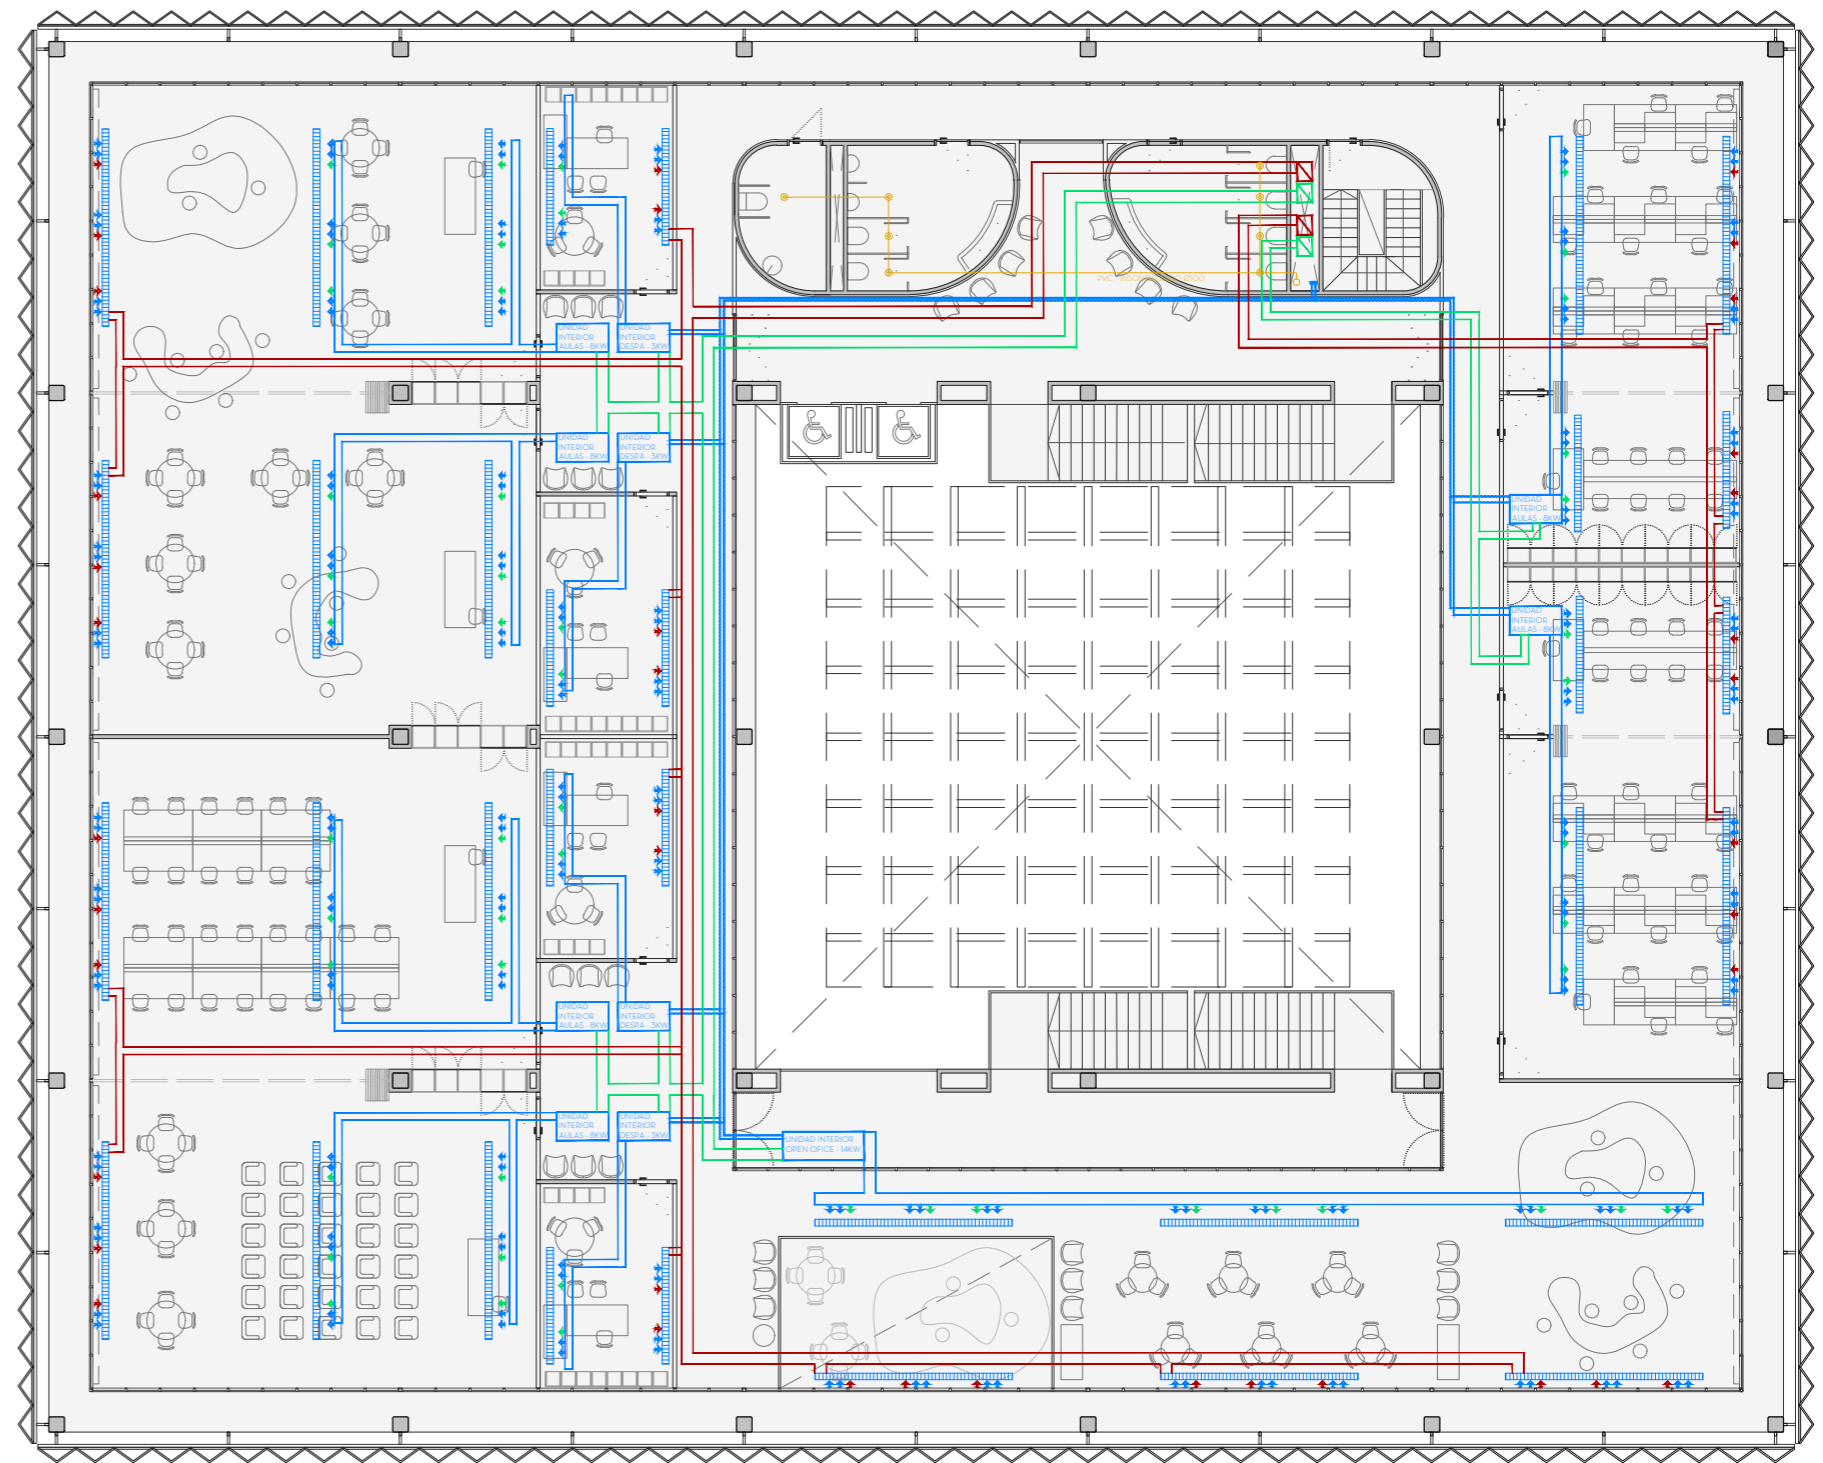 UNIDAD
INTERIOR
AULAS - 8KW
UNIDAD
INTERIOR
DESPA - 3KW
UNIDAD
INTERIOR
AULAS - 8KW
UNIDAD
INTERIOR
DESPA - 3KW
UNIDAD
INTERIOR
AULAS - 8KW
UNIDAD
INTERIOR
AULAS - 8KW
UNIDAD
INTERIOR
AULAS - 8KW
UNIDAD
INTERIOR
DESPA - 3KW
UNIDAD
INTERIOR
AULAS - 8KW
UNIDAD
INTERIOR
DESPA - 3KW
UNIDAD INTERIOR
OPEN OFICE - 14KW
PVC